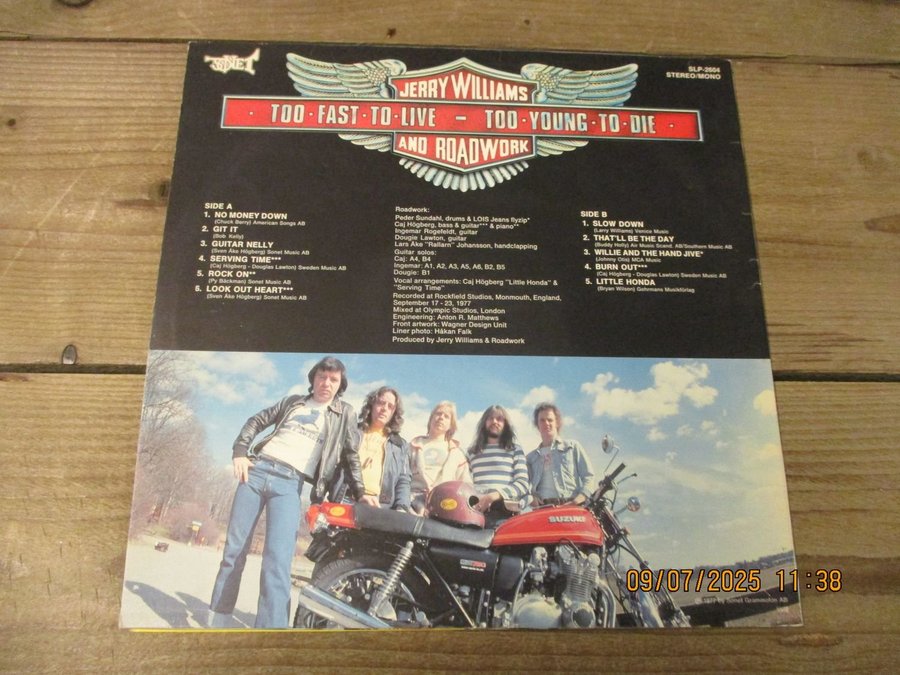 SONET
SLP-2604
STEREO/MONO
JERRY WILLIAMS
TOO·FAST·TO·LIVE – TOO·YOUNG·TO·DIE
AND ROADWORK
SIDE A
1. NO MONEY DOWN
(Chuck Berry) American Songs AB
2. GIT IT
(Bob Kelly)
3. GUITAR NELLY
(Sven Åke Högberg) Sonet Music AB
4. SERVING TIME***
(Caj Högberg - Douglas Lawton) Sweden Music AB
5. ROCK ON**
(Py Bäckman) Sonet Music AB
6. LOOK OUT HEART***
(Sven Åke Högberg) Sonet Music AB
Roadwork:
Peder Sundahl, drums & LOIS Jeans flyzip*
Caj Högberg, bass & guitar*** & piano**
Ingemar Rogefeldt, guitar
Dougie Lawton, guitar
Lars Åke "Rallarn" Johansson, handclapping
Guitar solos:
Caj: A4, B4
Ingemar: A1, A2, A3, A5, A6, B2, B5
Dougie: B1
Vocal arrangements: Caj Högberg "Little Honda" &
"Serving Time"
Recorded at Rockfield Studios, Monmouth, England,
September 17 - 23, 1977
Mixed at Olympic Studios, London
Engineering: Anton R. Matthews
Front artwork: Wagner Design Unit
Liner photo: Håkan Falk
Produced by Jerry Williams & Roadwork
SIDE B
1. SLOW DOWN
(Larry Williams) Venice Music
2. THAT'LL BE THE DAY
(Buddy Holly) Air Music Scand. AB/Southern Music AB
3. WILLIE AND THE HAND JIVE*
(Johnny Otis) MCA Music
4. BURN OUT***
(Caj Högberg - Douglas Lawton) Sweden Music AB
5. LITTLE HONDA
(Bryan Wilson) Gehrmans Musikförlag
SUZUKI
℗ 1977 by Sonet Grammofon AB
09/07/2025 11:38